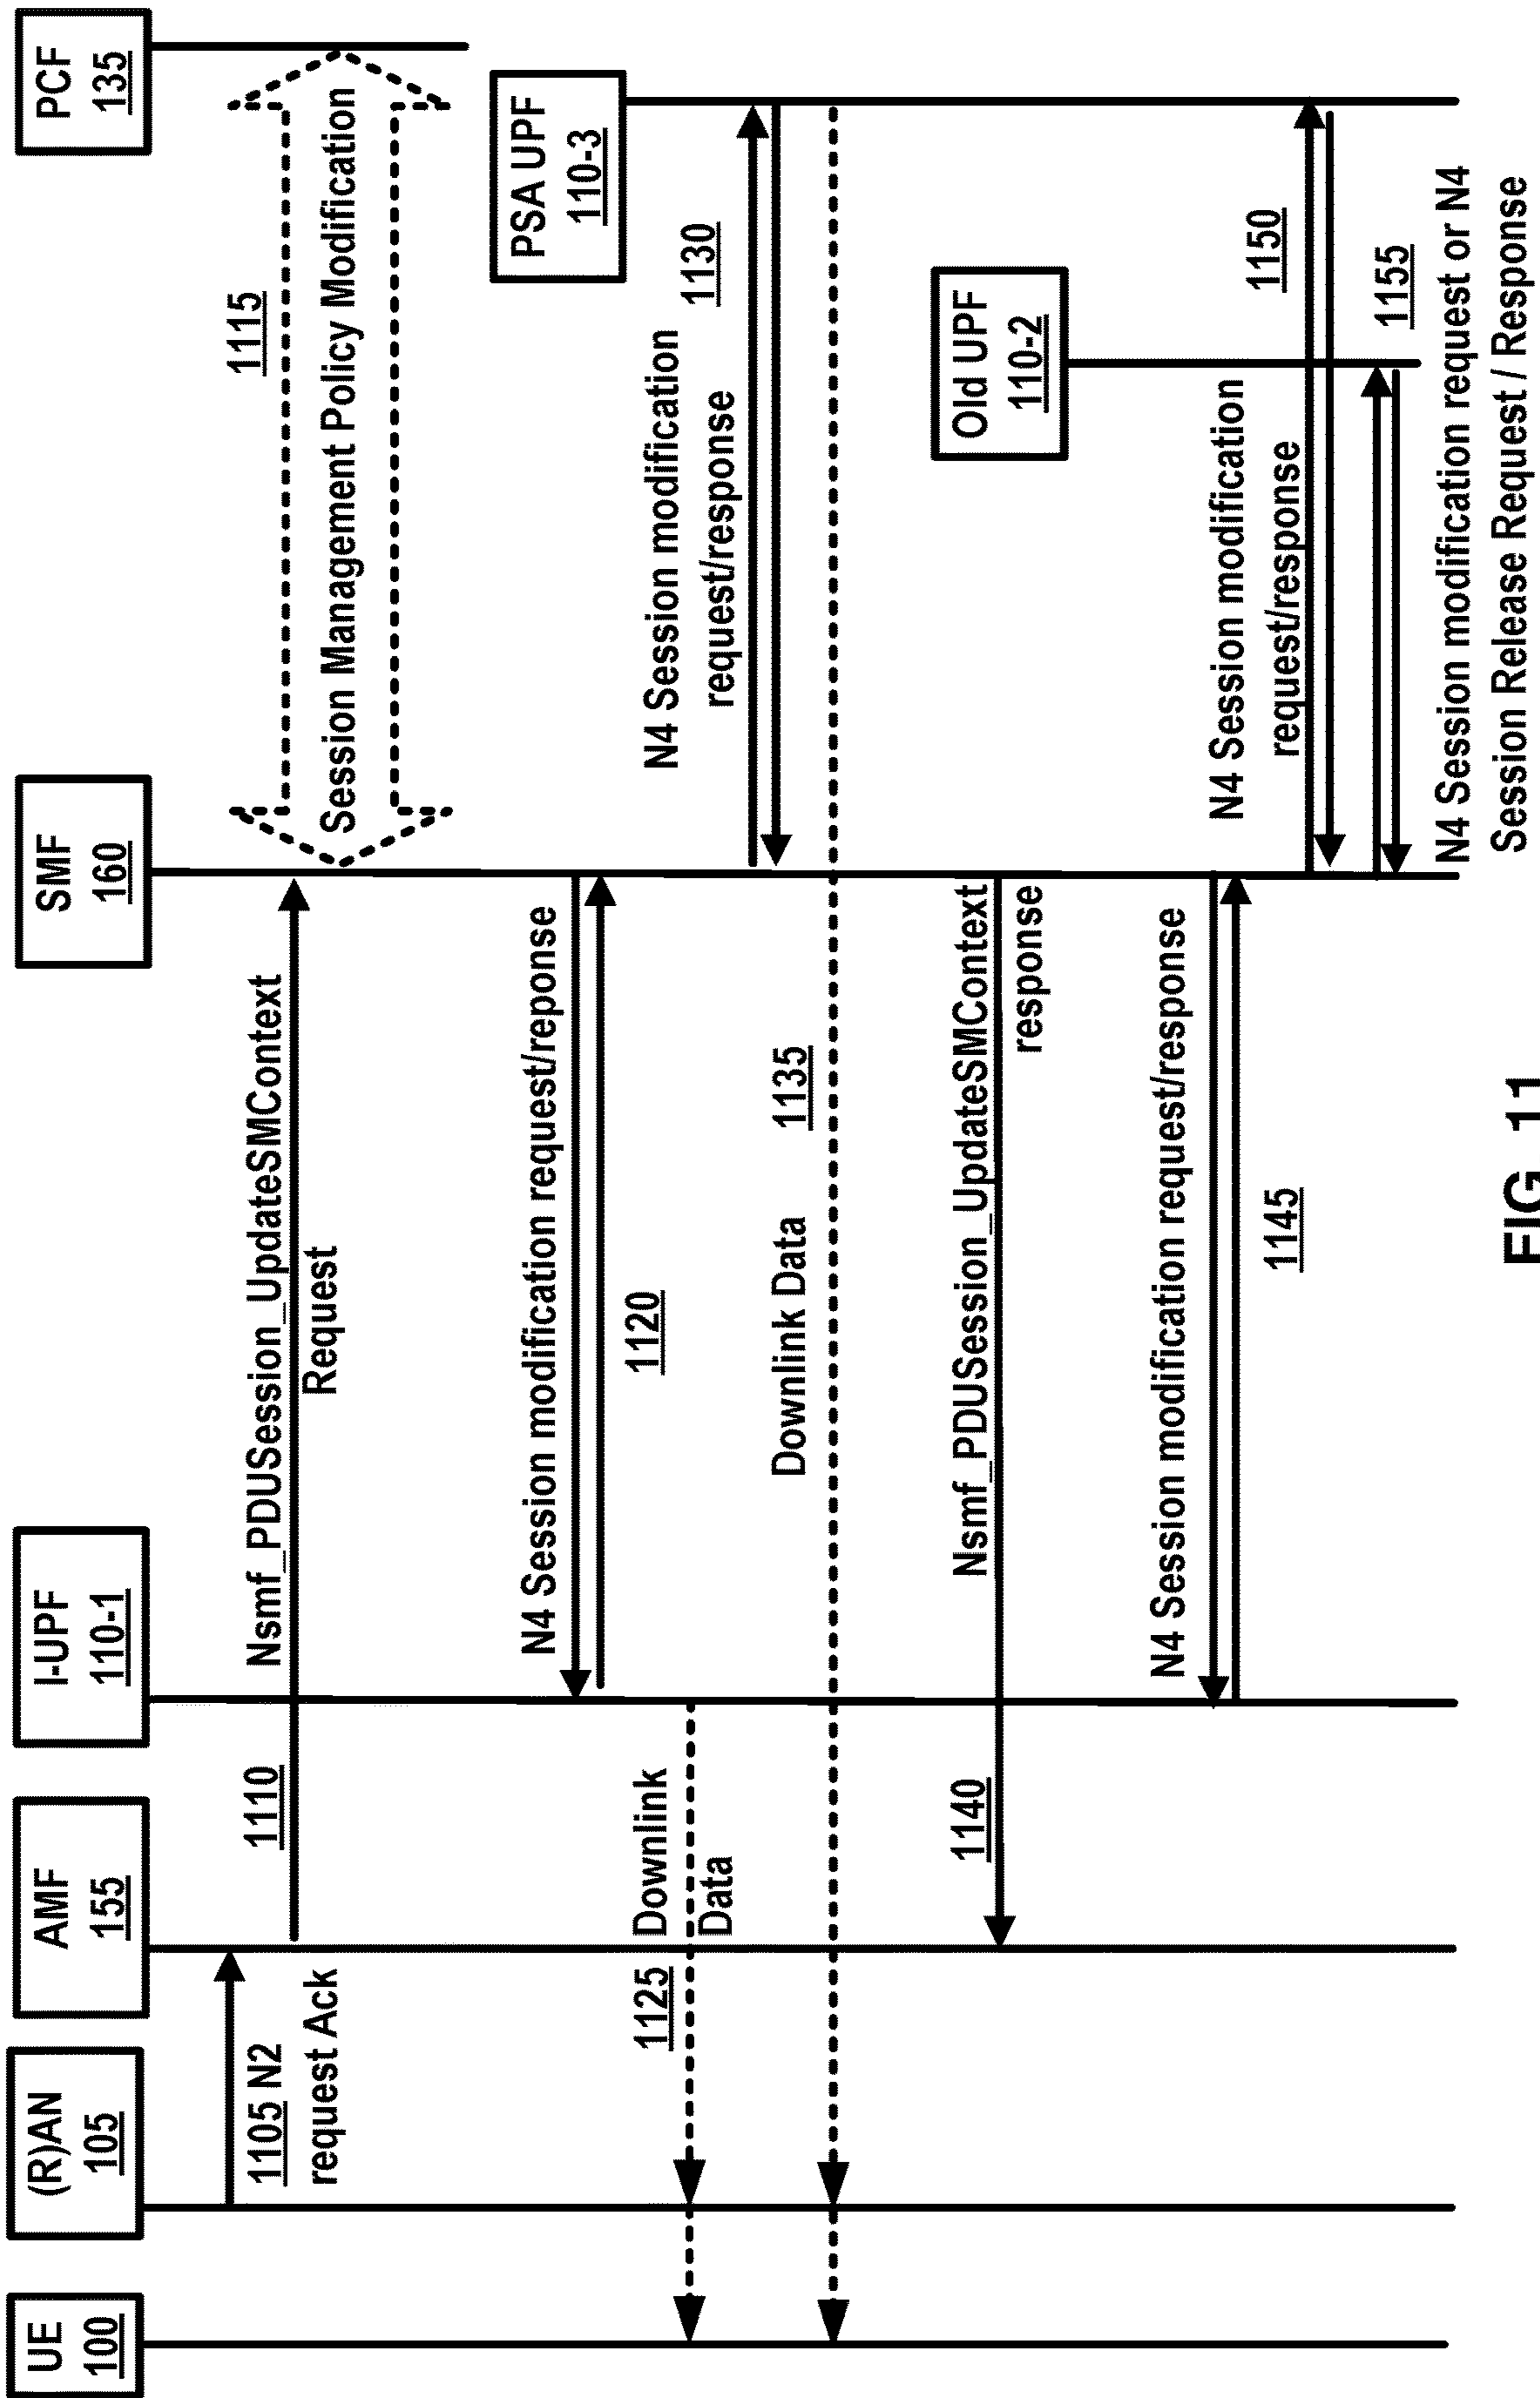 UE
100
(R)AN
105
AMF
155
I-UPF
110-1
SMF
160
PCF
135
1105 N2
request Ack
1110
Nsmf_PDUSession_UpdateSMContext
Request
1115
Session Management Policy Modification
PSA UPF
110-3
N4 Session modification request/reponse
1120
1125
Downlink
Data
N4 Session modification
request/response
1130
Downlink Data
1135
Old UPF
110-2
1140
Nsmf_PDUSession_UpdateSMContext
response
N4 Session modification request/response
1145
N4 Session modification
request/response
1150
1155
N4 Session modification request or N4
Session Release Request / Response
FIG. 11